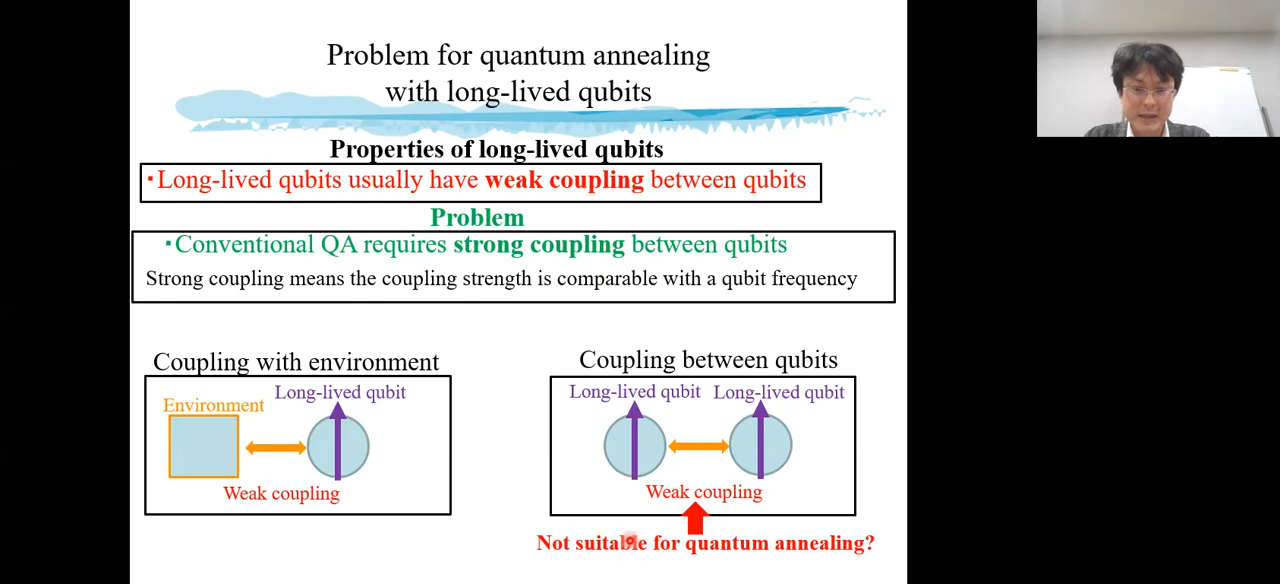 Problem for quantum annealing
with long-lived qubits
Properties of long-lived qubits
・Long-lived qubits usually have weak coupling between qubits
Problem
・Conventional QA requires strong coupling between qubits
Strong coupling means the coupling strength is comparable with a qubit frequency
Coupling with environment
Environment
Long-lived qubit
Weak coupling
Coupling between qubits
Long-lived qubit Long-lived qubit
Weak coupling
Not suitable for quantum annealing?